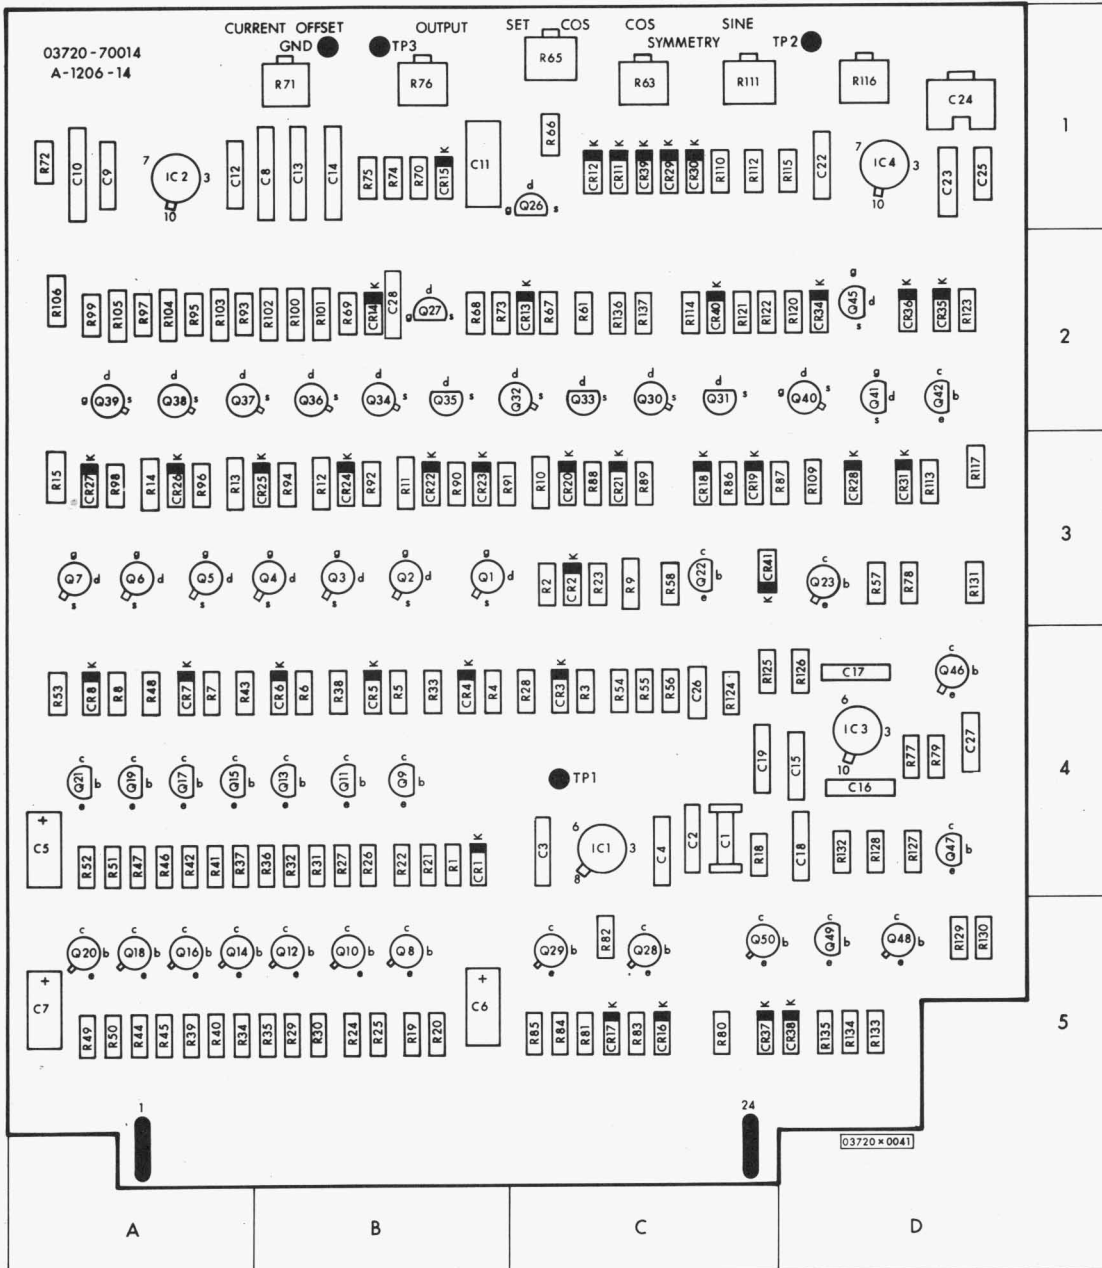 CURRENT OFFSET OUTPUT SET COS COS SINE
GND TP3 SYMMETRY TP2
03720-70014
A-1206-14
R71 R76 R65 R63 R111 R116 C24
1
R72 C10 C9 7 IC2 3 10 C12 C8 C13 C14 R75 R74 R70 K CR15 C11 R66 K CR12 K CR11 K CR39 K CR29 K CR30 R110 R112 R115 C22 7 IC4 3 10 C23 C25
d g Q26 s
R106 R99 R105 R97 R104 R95 R103 R93 R102 R100 R101 R69 K CR14 C28 d g Q27 s R68 R73 K CR13 R67 R61 R136 R137 R114 K CR40 R121 R122 R120 K CR34 g Q45 d s K CR36 K CR35 R123
2
d g Q39 s d Q38 s d Q37 s d Q36 s d Q34 s d Q35 s d Q32 s d Q33 s d Q30 s d Q31 s d g Q40 s g Q41 d s c Q42 b e
R15 K CR27 R98 R14 K CR26 R96 R13 K CR25 R94 R12 K CR24 R92 R11 K CR22 R90 K CR23 R91 R10 K CR20 R88 K CR21 R89 K CR18 R86 K CR19 R87 R109 K CR28 K CR31 R113 R117
3
g Q7 d s g Q6 d s g Q5 d s g Q4 d s g Q3 d s g Q2 d s g Q1 d s R2 K CR2 R23 R9 R58 c Q22 b e CR41 K c Q23 b e R57 R78 R131
R53 K CR8 R8 R48 K CR7 R7 R43 K CR6 R6 R38 K CR5 R5 R33 K CR4 R4 R28 K CR3 R3 R54 R55 R56 C26 R124 R125 R126 C17 c Q46 b e
6 IC3 3 10 C19 C15 C16 R77 R79 C27
4
c Q21 b e c Q19 b e c Q17 b e c Q15 b e c Q13 b e c Q11 b e c Q9 b e TP1
+ C5 R52 R51 R47 R46 R42 R41 R37 R36 R32 R31 R27 R26 R22 R21 R1 K CR1 C3 6 IC1 3 8 C4 C2 C1 R18 C18 R132 R128 R127 c Q47 b e
c Q20 b e c Q18 b e c Q16 b e c Q14 b e c Q12 b e c Q10 b e c Q8 b e c Q29 b e R82 c Q28 b e c Q50 b e c Q49 b e c Q48 b e R129 R130
+ C7 R49 R50 R44 R45 R39 R40 R34 R35 R29 R30 R24 R25 R19 R20 + C6 R85 R84 R81 K CR17 R83 K CR16 R80 K CR37 K CR38 R135 R134 R133
5
1 24
03720×0041
A B C D